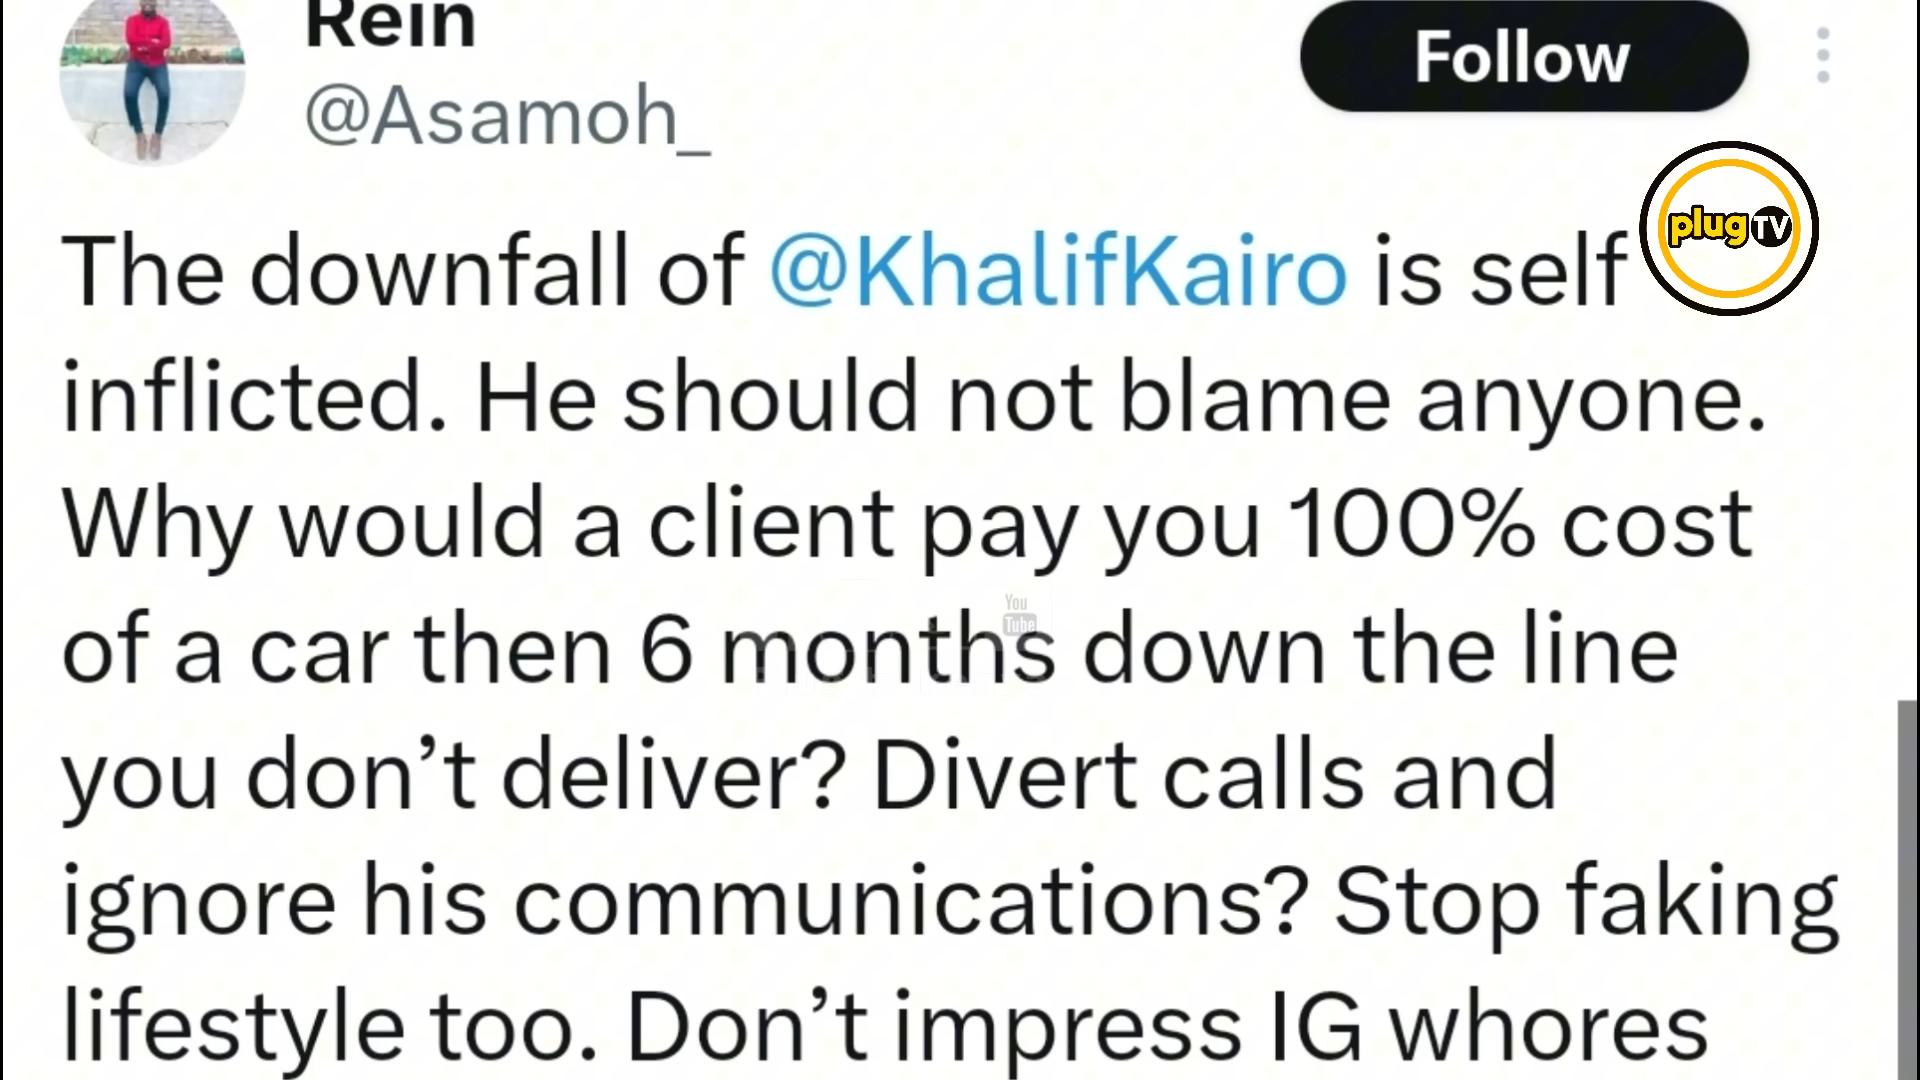 Rein
@Asamoh_
Follow
plug TV
The downfall of @KhalifKairo is self
inflicted. He should not blame anyone.
Why would a client pay you 100% cost
of a car then 6 months down the line
you don’t deliver? Divert calls and
ignore his communications? Stop faking
lifestyle too. Don’t impress IG whores
You
Tube